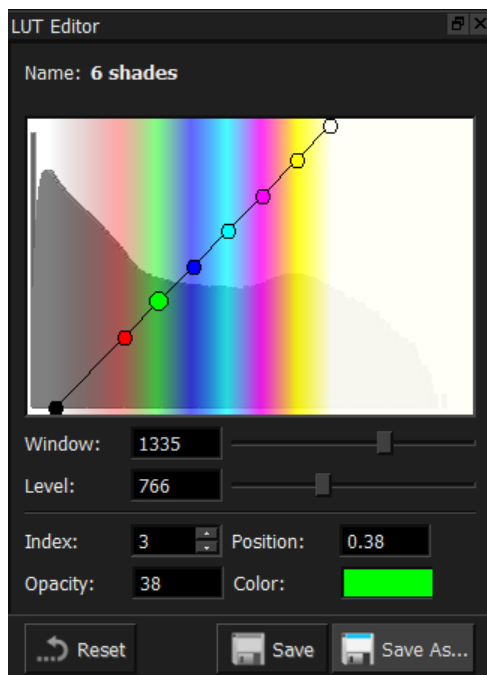 LUT Editor
Name: 6 shades
Window: 1335
Level: 766
Index: 3 Position: 0.38
Opacity: 38 Color:
Reset Save Save As...